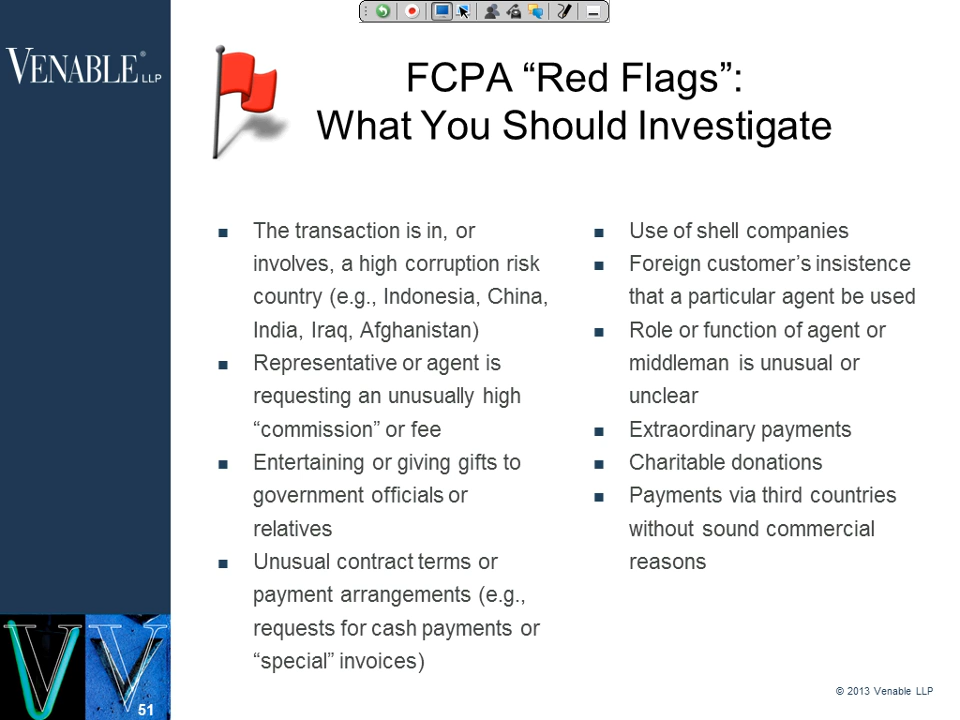 VENABLE® LLP
FCPA “Red Flags”:
What You Should Investigate
■ The transaction is in, or
involves, a high corruption risk
country (e.g., Indonesia, China,
India, Iraq, Afghanistan)
■ Representative or agent is
requesting an unusually high
“commission” or fee
■ Entertaining or giving gifts to
government officials or
relatives
■ Unusual contract terms or
payment arrangements (e.g.,
requests for cash payments or
“special” invoices)
■ Use of shell companies
■ Foreign customer’s insistence
that a particular agent be used
■ Role or function of agent or
middleman is unusual or
unclear
■ Extraordinary payments
■ Charitable donations
■ Payments via third countries
without sound commercial
reasons
V V
51
© 2013 Venable LLP